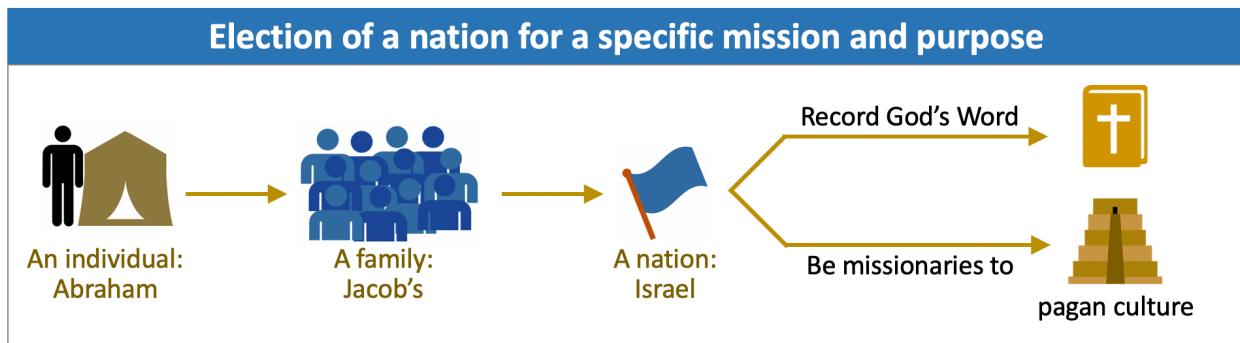 Election of a nation for a specific mission and purpose
An individual:
Abraham
A family:
Jacob's
A nation:
Israel
Record God's Word
Be missionaries to
pagan culture